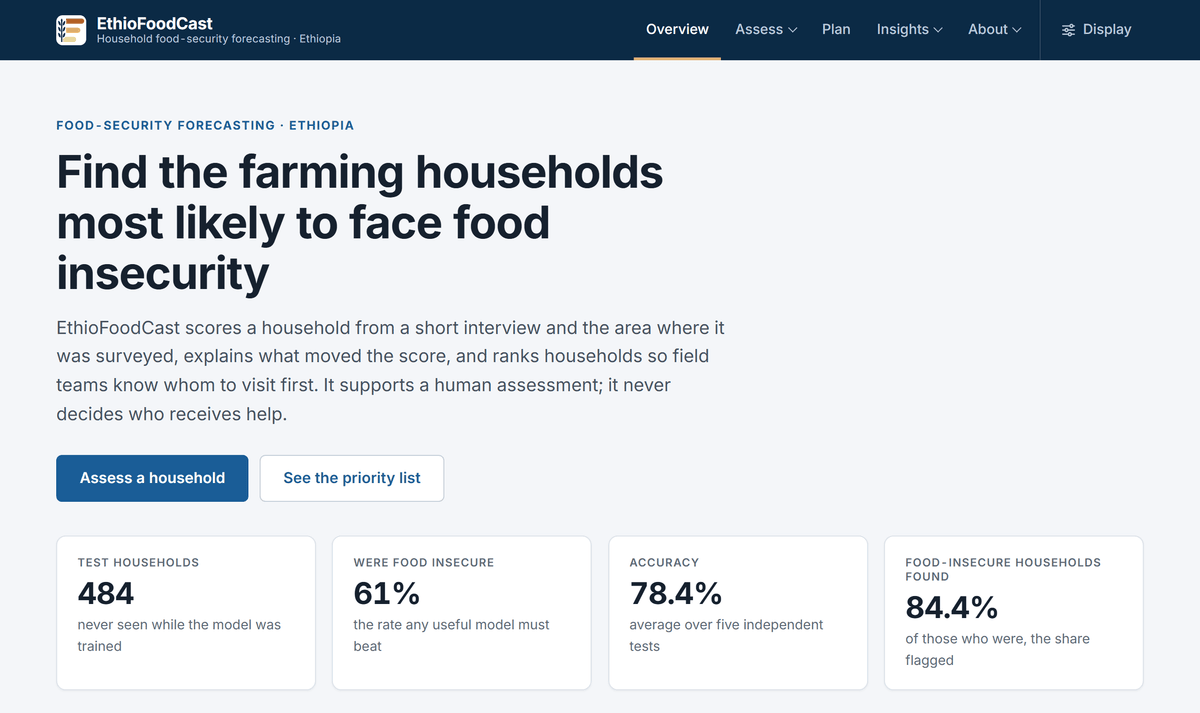 EthioFoodCast
Household food-security forecasting · Ethiopia
Overview
Assess
Plan
Insights
About
Display
FOOD-SECURITY FORECASTING · ETHIOPIA
Find the farming households
most likely to face food
insecurity
EthioFoodCast scores a household from a short interview and the area where it
was surveyed, explains what moved the score, and ranks households so field
teams know whom to visit first. It supports a human assessment; it never
decides who receives help.
Assess a household
See the priority list
TEST HOUSEHOLDS
484
never seen while the model was
trained
WERE FOOD INSECURE
61%
the rate any useful model must
beat
ACCURACY
78.4%
average over five independent
tests
FOOD-INSECURE HOUSEHOLDS
FOUND
84.4%
of those who were, the share
flagged